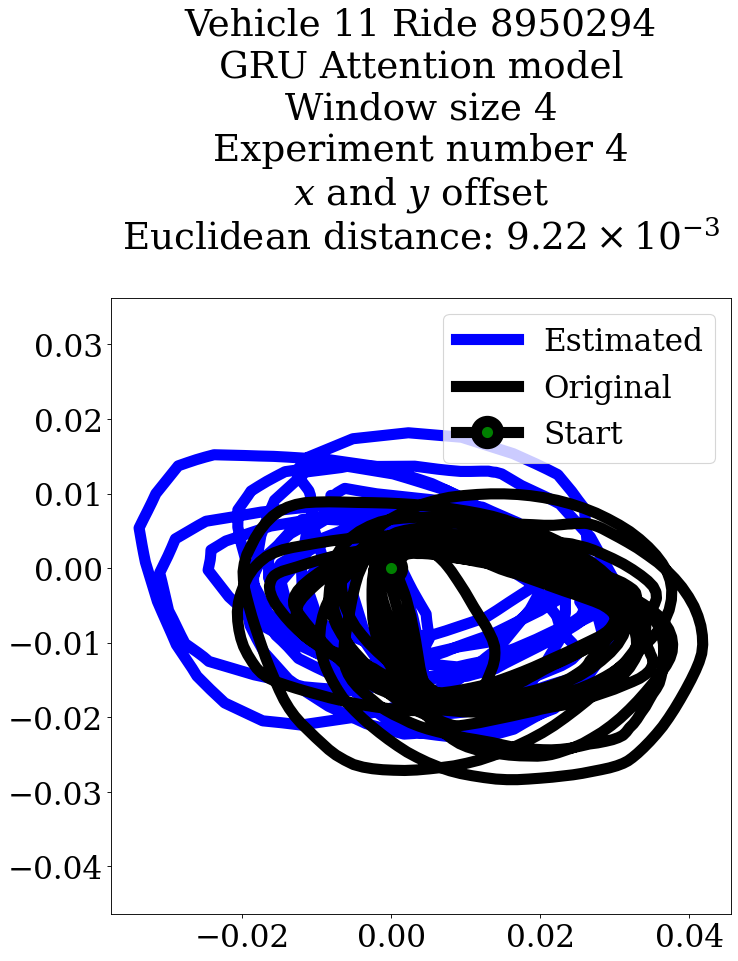 Vehicle 11 Ride 8950294
GRU Attention model
Window size 4
Experiment number 4
x and y offset
Euclidean distance: 9.22 × 10⁻³
Estimated
Original
Start
0.03
0.02
0.01
0.00
−0.01
−0.02
−0.03
−0.04
−0.02 0.00 0.02 0.04